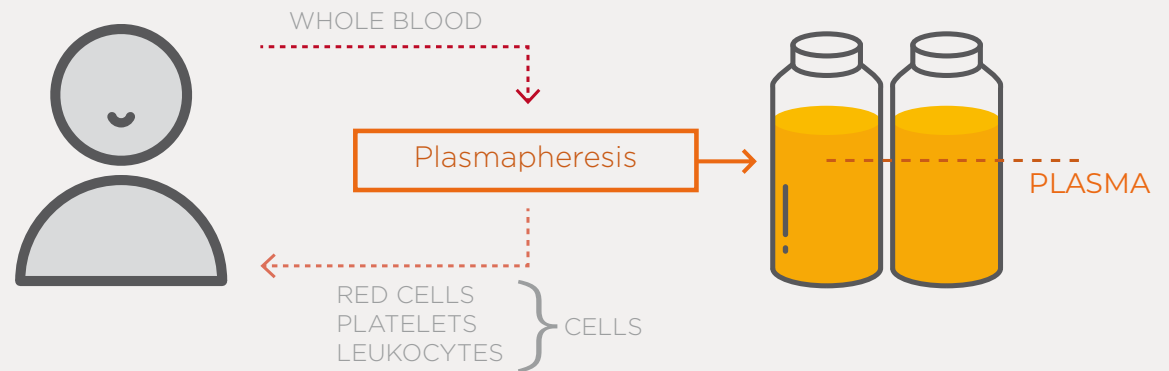 WHOLE BLOOD
Plasmapheresis
PLASMA
RED CELLS
PLATELETS
LEUKOCYTES
CELLS